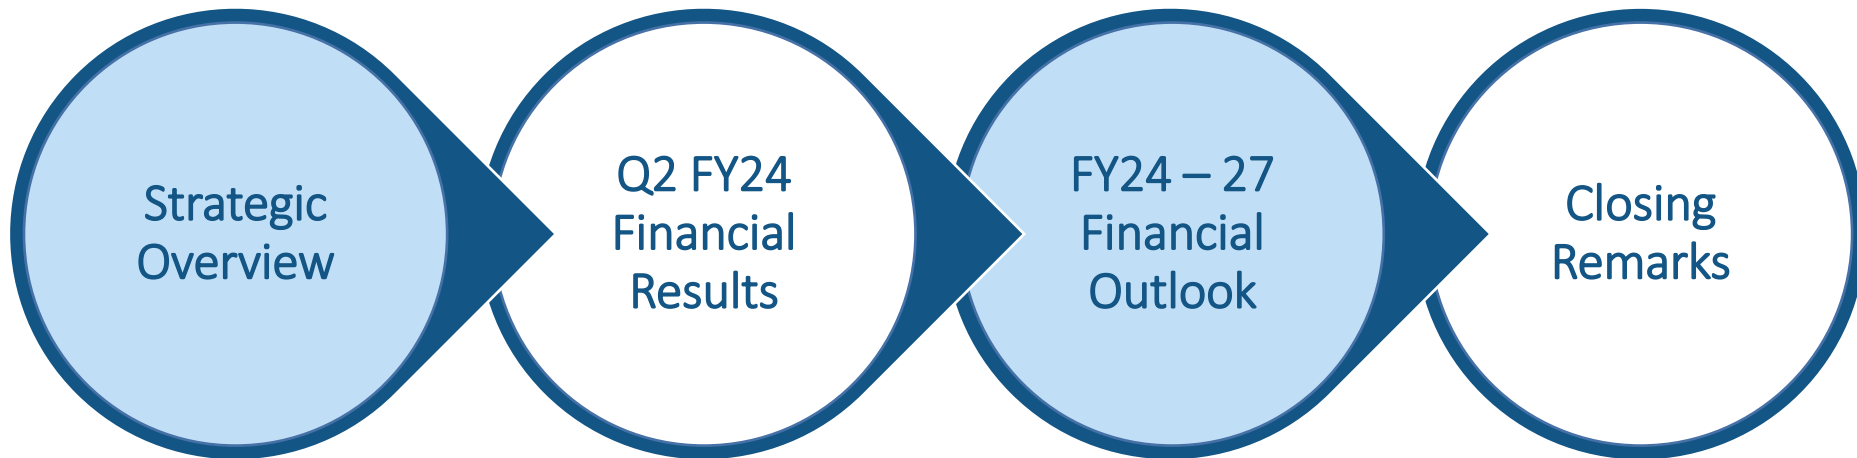 Strategic
Overview
Q2 FY24
Financial
Results
FY24 – 27
Financial
Outlook
Closing
Remarks